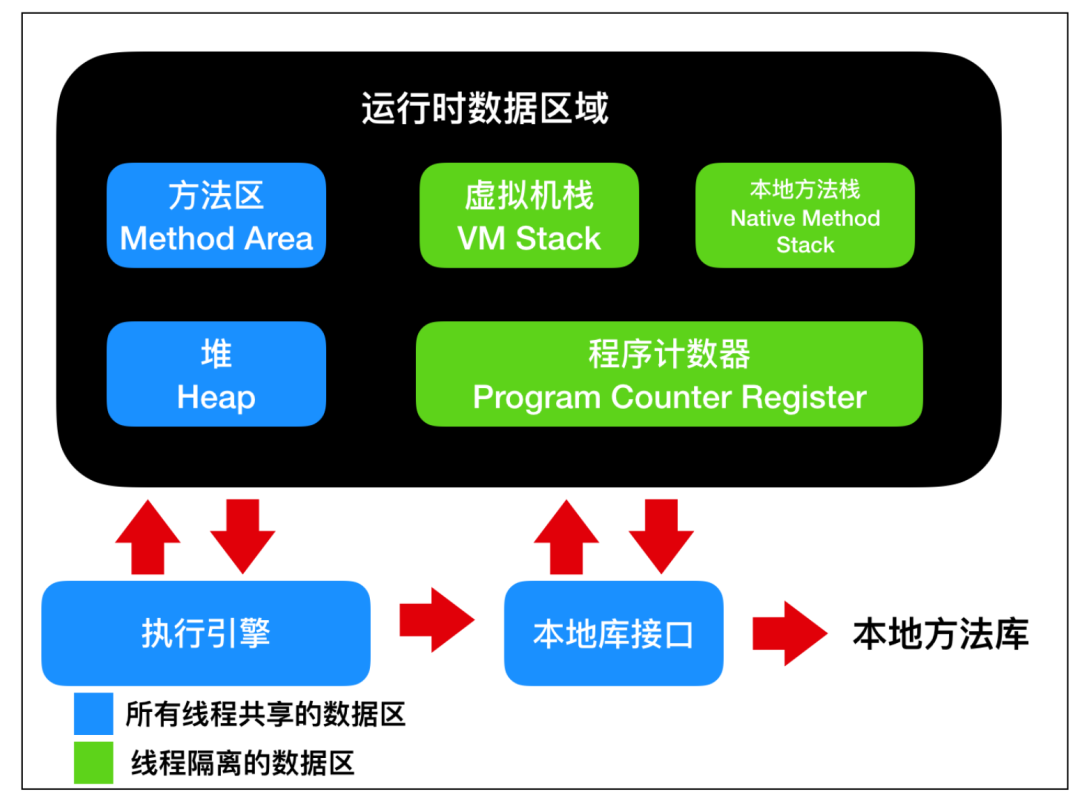 运行时数据区域
方法区
Method Area
虚拟机栈
VM Stack
本地方法栈
Native Method
Stack
堆
Heap
程序计数器
Program Counter Register
执行引擎
本地库接口
本地方法库
所有线程共享的数据区
线程隔离的数据区